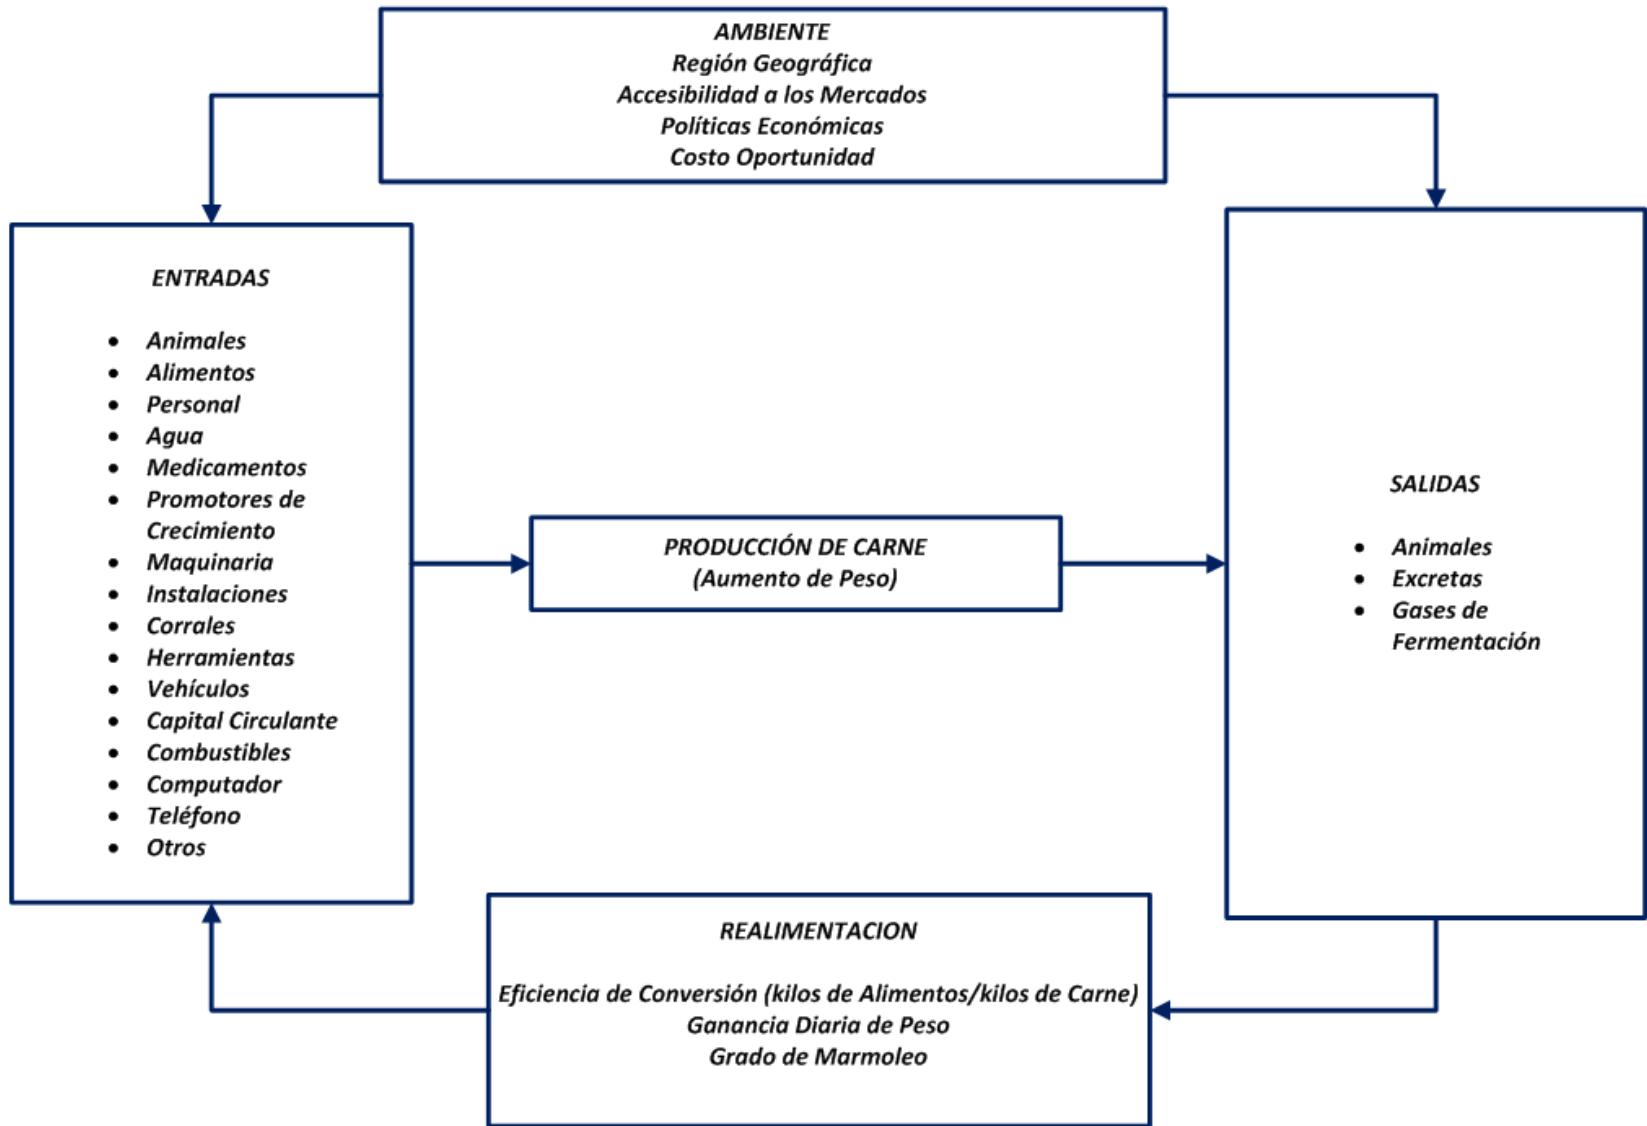 AMBIENTE
Región Geográfica
Accesibilidad a los Mercados
Políticas Económicas
Costo Oportunidad
ENTRADAS
• Animales
• Alimentos
• Personal
• Agua
• Medicamentos
• Promotores de
Crecimiento
• Maquinaria
• Instalaciones
• Corrales
• Herramientas
• Vehículos
• Capital Circulante
• Combustibles
• Computador
• Teléfono
• Otros
PRODUCCIÓN DE CARNE
(Aumento de Peso)
SALIDAS
• Animales
• Excretas
• Gases de
Fermentación
REALIMENTACION
Eficiencia de Conversión (kilos de Alimentos/kilos de Carne)
Ganancia Diaria de Peso
Grado de Marmoleo